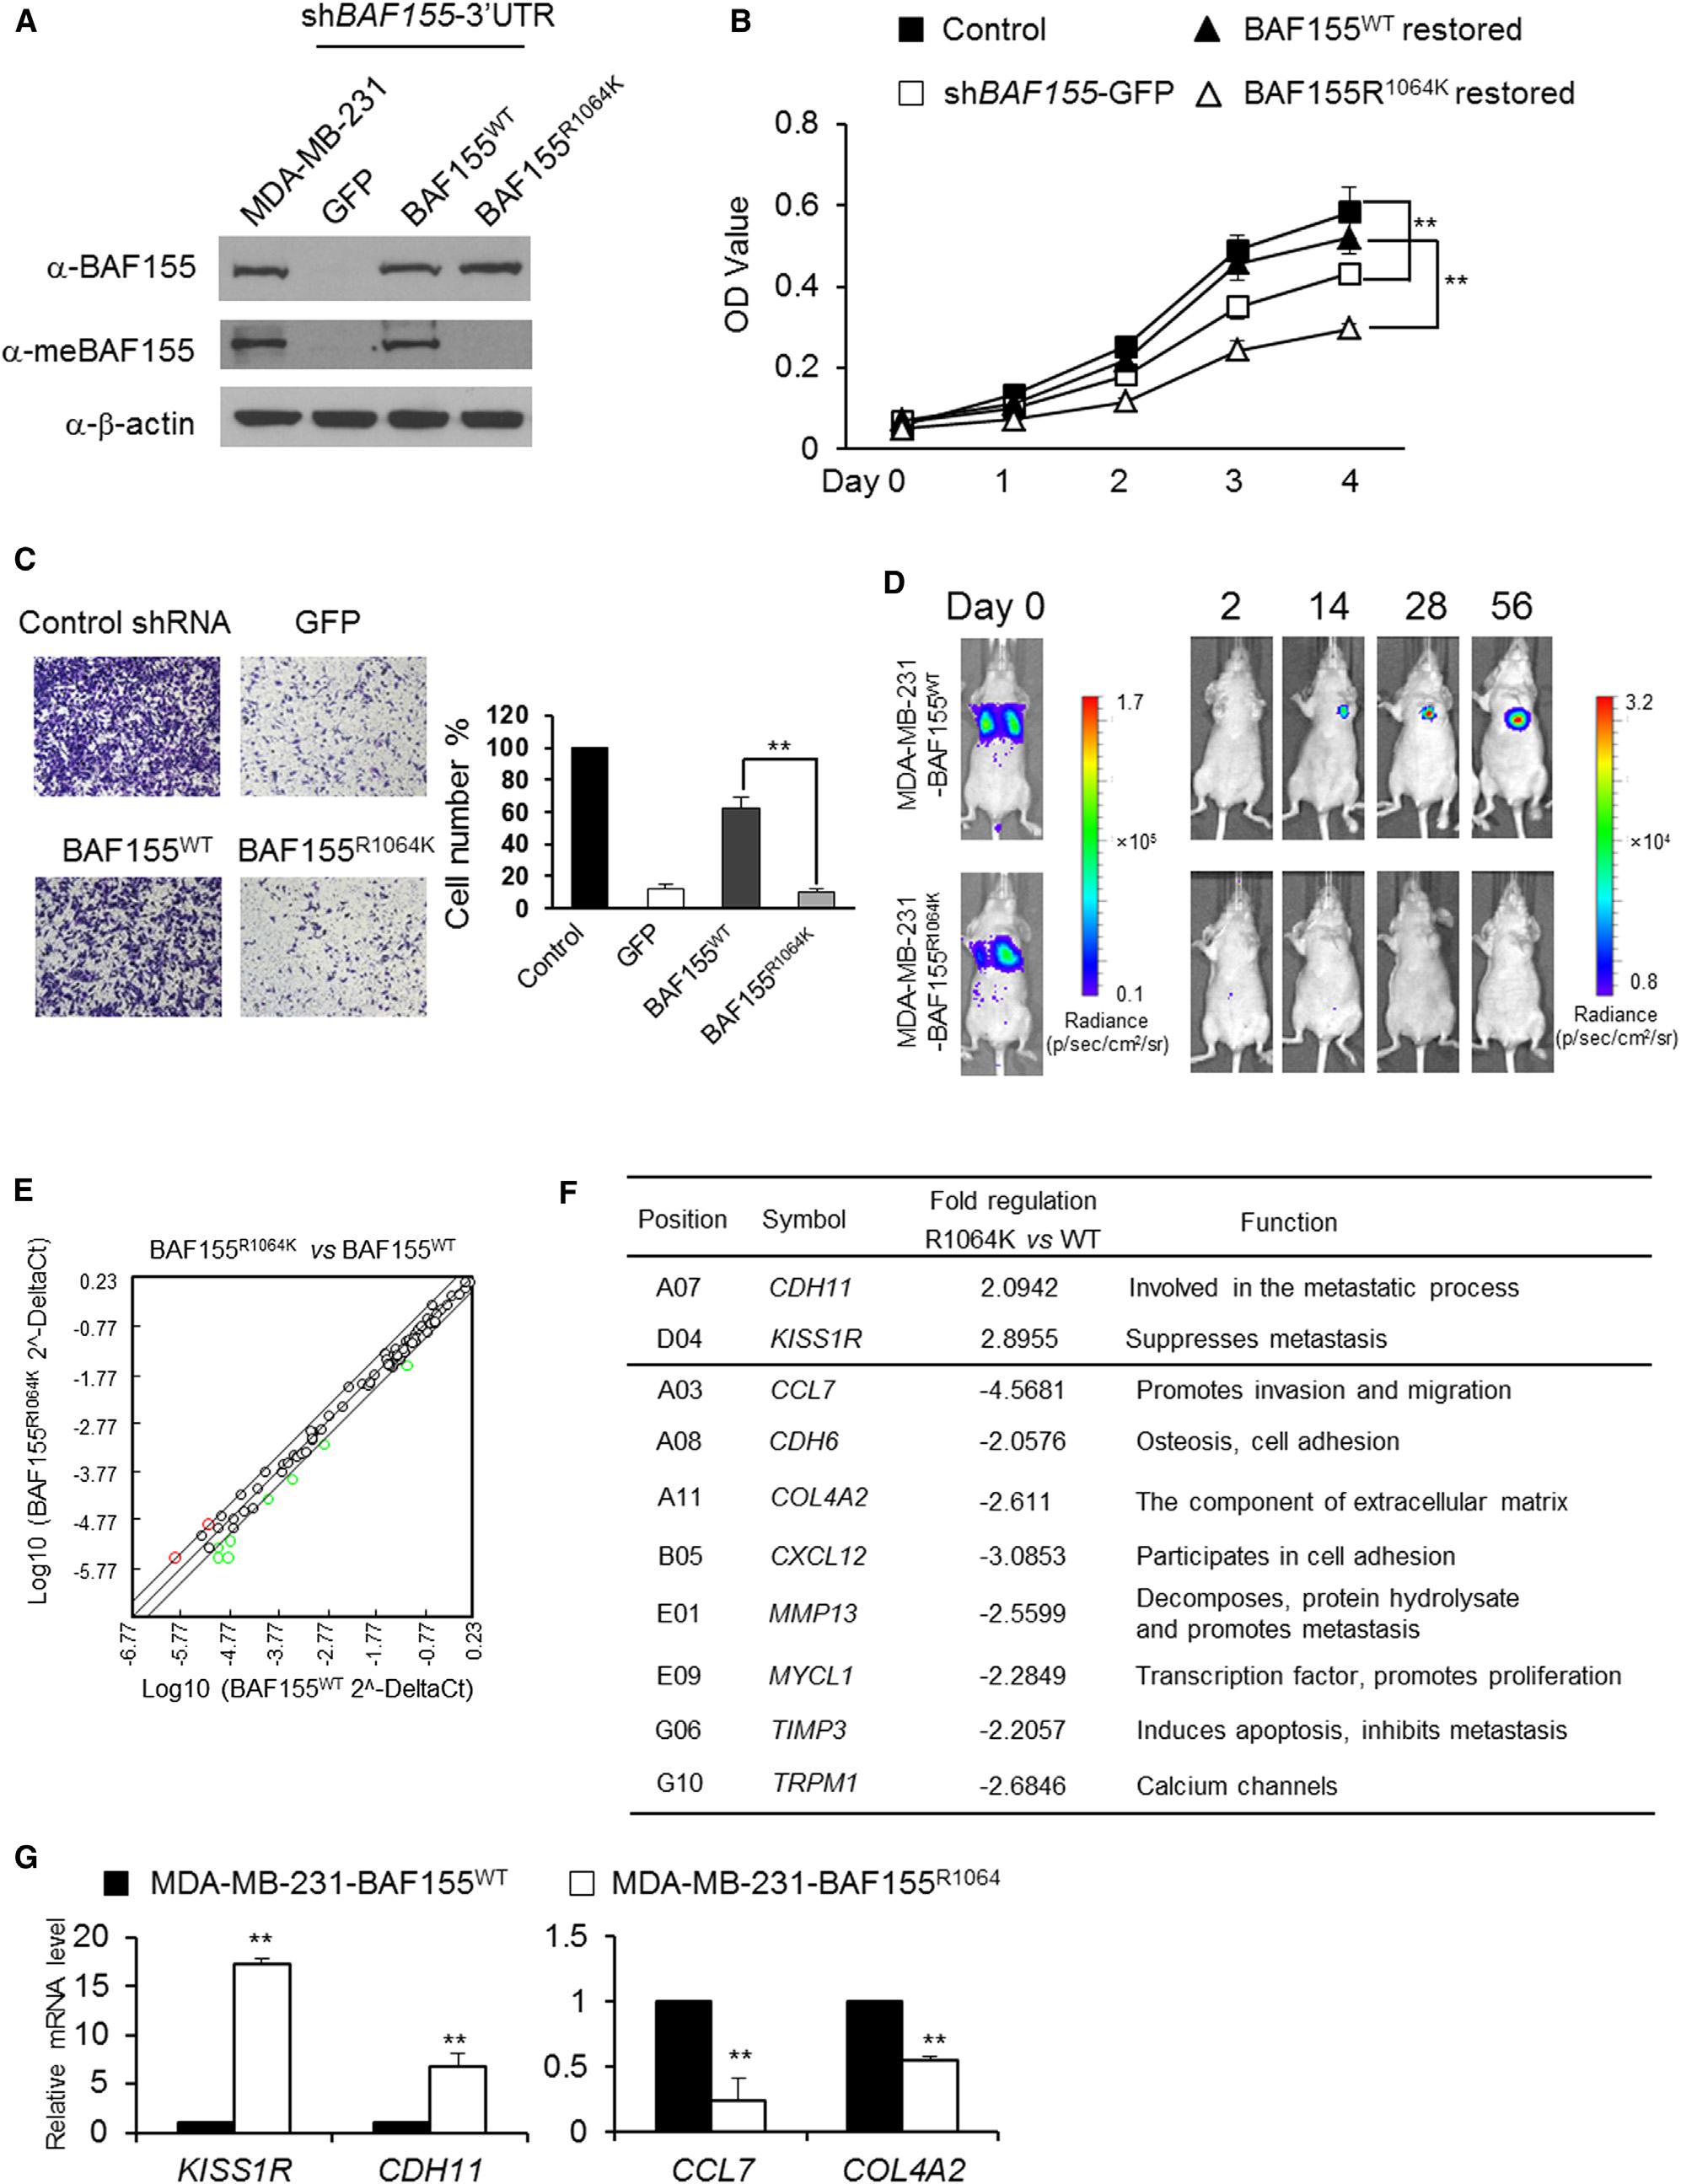 A
shBAF155-3'UTR
MDA-MB-231
GFP
BAF155WT
BAF155R1064K
α-BAF155
α-meBAF155
α-β-actin
B
Control
BAF155WT restored
shBAF155-GFP
BAF155R1064K restored
OD Value
0.8
0.6
0.4
0.2
0
**
**
Day 0 1 2 3 4
C
Control shRNA
GFP
BAF155WT
BAF155R1064K
Cell number %
120
100
80
60
40
20
0
**
Control
GFP
BAF155WT
BAF155R1064K
D
Day 0 2 14 28 56
MDA-MB-231
-BAF155WT
MDA-MB-231
-BAF155R1064K
1.7
×10⁵
0.1
Radiance
(p/sec/cm²/sr)
3.2
×10⁴
0.8
Radiance
(p/sec/cm²/sr)
E
BAF155R1064K vs BAF155WT
Log10 (BAF155R1064K 2^-DeltaCt)
0.23
-0.77
-1.77
-2.77
-3.77
-4.77
-5.77
-6.77 -5.77 -4.77 -3.77 -2.77 -1.77 -0.77 0.23
Log10 (BAF155WT 2^-DeltaCt)
F
Position Symbol Fold regulation R1064K vs WT Function
A07 CDH11 2.0942 Involved in the metastatic process
D04 KISS1R 2.8955 Suppresses metastasis
A03 CCL7 -4.5681 Promotes invasion and migration
A08 CDH6 -2.0576 Osteosis, cell adhesion
A11 COL4A2 -2.611 The component of extracellular matrix
B05 CXCL12 -3.0853 Participates in cell adhesion
E01 MMP13 -2.5599 Decomposes, protein hydrolysate
and promotes metastasis
E09 MYCL1 -2.2849 Transcription factor, promotes proliferation
G06 TIMP3 -2.2057 Induces apoptosis, inhibits metastasis
G10 TRPM1 -2.6846 Calcium channels
G
MDA-MB-231-BAF155WT
MDA-MB-231-BAF155R1064
Relative mRNA level
20
15
10
5
0
**
**
KISS1R CDH11
1.5
1
0.5
0
**
**
CCL7 COL4A2